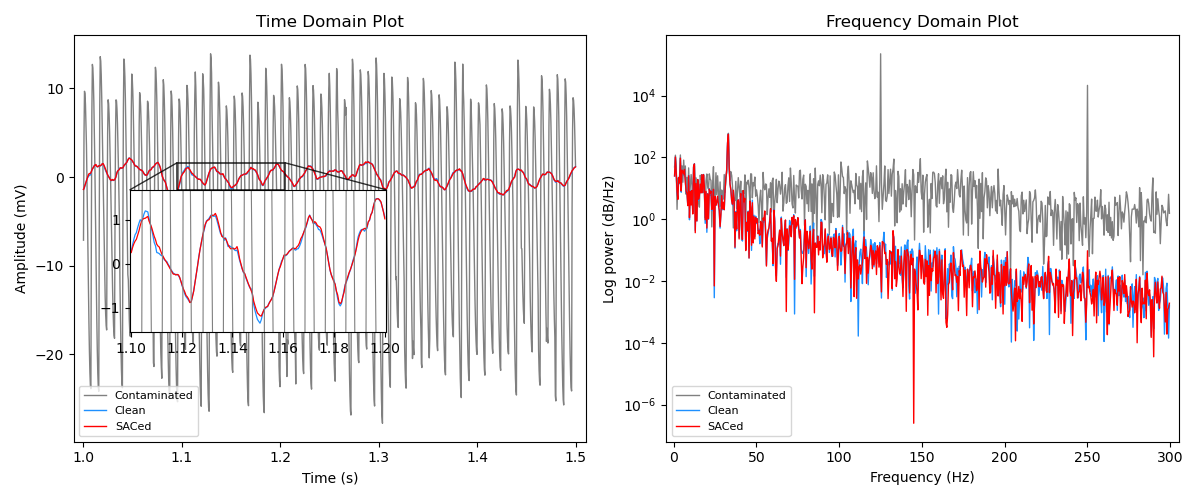 Time Domain Plot
Amplitude (mV)
10
0
−10
−20
1
0
−1
1.10 1.12 1.14 1.16 1.18 1.20
Contaminated
Clean
SACed
1.0 1.1 1.2 1.3 1.4 1.5
Time (s)
Frequency Domain Plot
Log power (dB/Hz)
10^4
10^2
10^0
10^−2
10^−4
10^−6
Contaminated
Clean
SACed
0 50 100 150 200 250 300
Frequency (Hz)